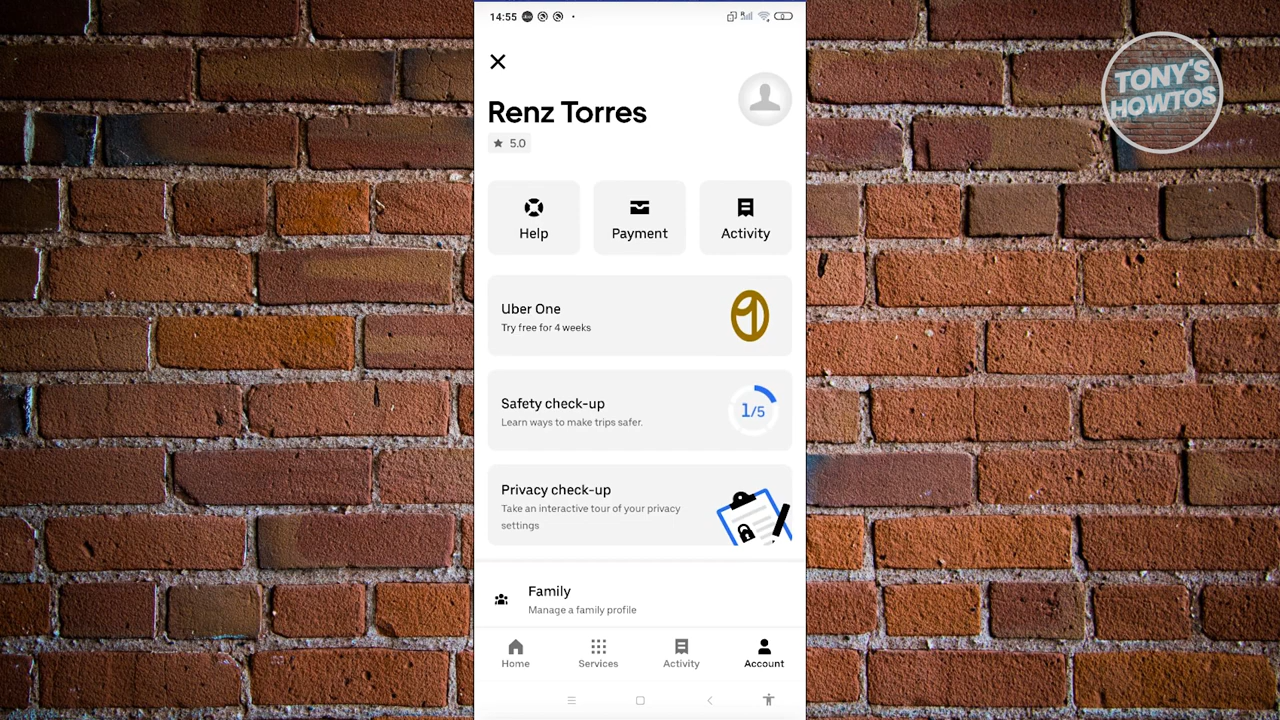 14:55
TONY'S
HOWTOS
Renz Torres
5.0
Help
Payment
Activity
Uber One
Try free for 4 weeks
1
Safety check-up
Learn ways to make trips safer.
1/5
Privacy check-up
Take an interactive tour of your privacy
settings
Family
Manage a family profile
Home
Services
Activity
Account